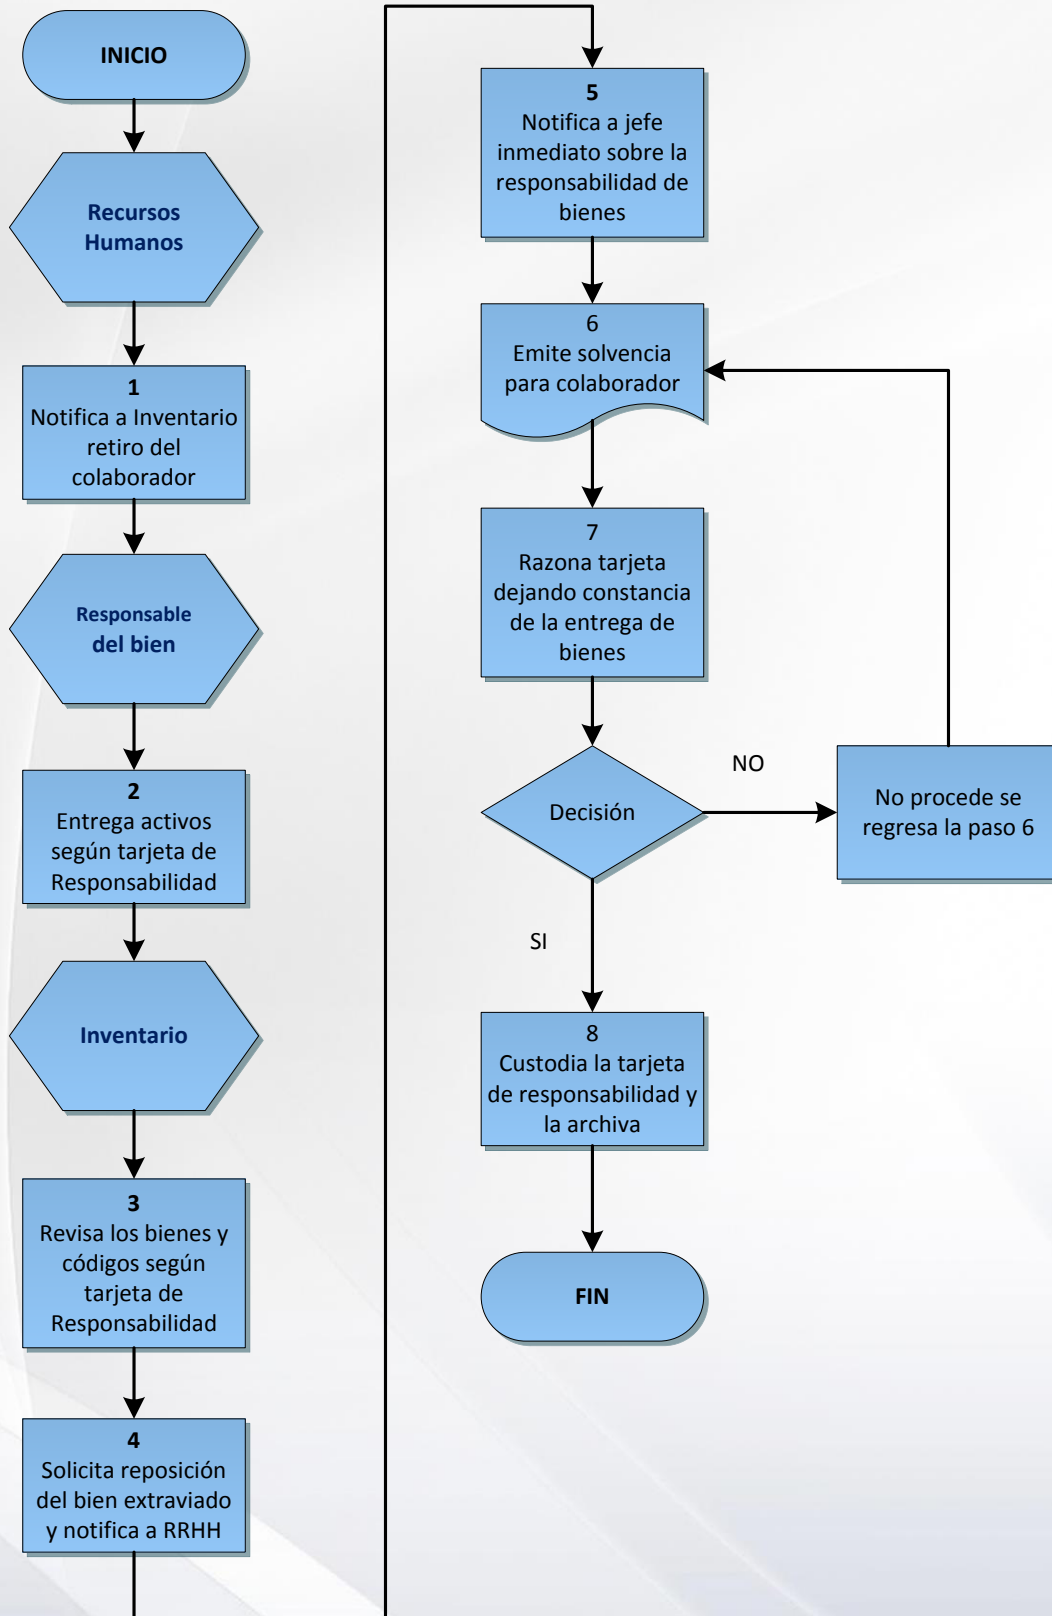 INICIO
Recursos
Humanos
1
Notifica a Inventario
retiro del
colaborador
Responsable
del bien
2
Entrega activos
según tarjeta de
Responsabilidad
Inventario
3
Revisa los bienes y
códigos según
tarjeta de
Responsabilidad
4
Solicita reposición
del bien extraviado
y notifica a RRHH
5
Notifica a jefe
inmediato sobre la
responsabilidad de
bienes
6
Emite solvencia
para colaborador
7
Razona tarjeta
dejando constancia
de la entrega de
bienes
Decisión
NO
No procede se
regresa la paso 6
SI
8
Custodia la tarjeta
de responsabilidad y
la archiva
FIN